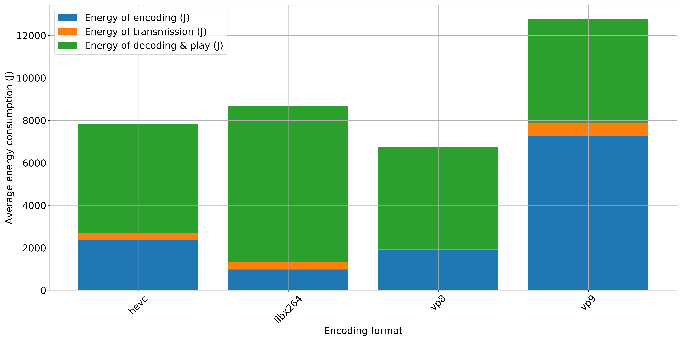 Energy of encoding (J)
Energy of transmission (J)
Energy of decoding & play (J)
Average energy consumption (J)
12000
10000
8000
6000
4000
2000
0
hevc
libx264
vp8
vp9
Encoding format